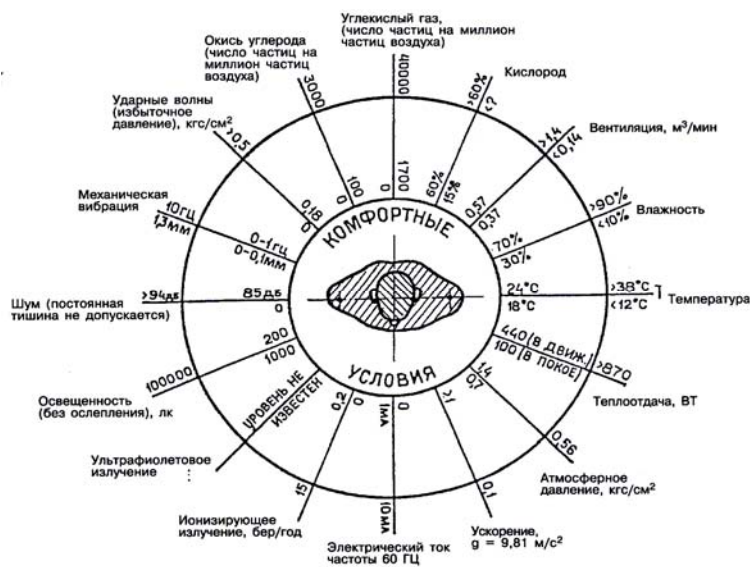 Углекислый газ,
(число частиц на миллион
частиц воздуха)
40000
1700
0
Кислород
>60%
<?
60%
15%
Вентиляция, м³/мин
>1,4
<0,14
0,57
0,37
Влажность
>90%
<10%
70%
30%
Температура
>38°C
<12°C
24°C
18°C
Теплоотдача, ВТ
>870
440 (В ДВИЖ.
100 (В ПОКОЕ)
Атмосферное
давление, кгс/см²
0,56
1,4
0,7
Ускорение,
g = 9,81 м/с²
0,1
>1
Электрический ток
частоты 60 ГЦ
10мл
1мл
0
Ионизирующее
излучение, бер/год
15
0,2
0
Ультрафиолетовое
излучение
УРОВЕНЬ НЕ
ИЗВЕСТЕН
Освещенность
(без ослепления), лк
100000
200
1000
Шум (постоянная
тишина не допускается)
>94дБ
85дБ
0
Механическая
вибрация
10ГЦ
1,3мм
0-1гц
0-0,1мм
Ударные волны
(избыточное
давление), кгс/см²
>0,5
0,18
0
Окись углерода
(число частиц на
миллион частиц
воздуха)
3000
100
0
КОМФОРТНЫЕ
УСЛОВИЯ